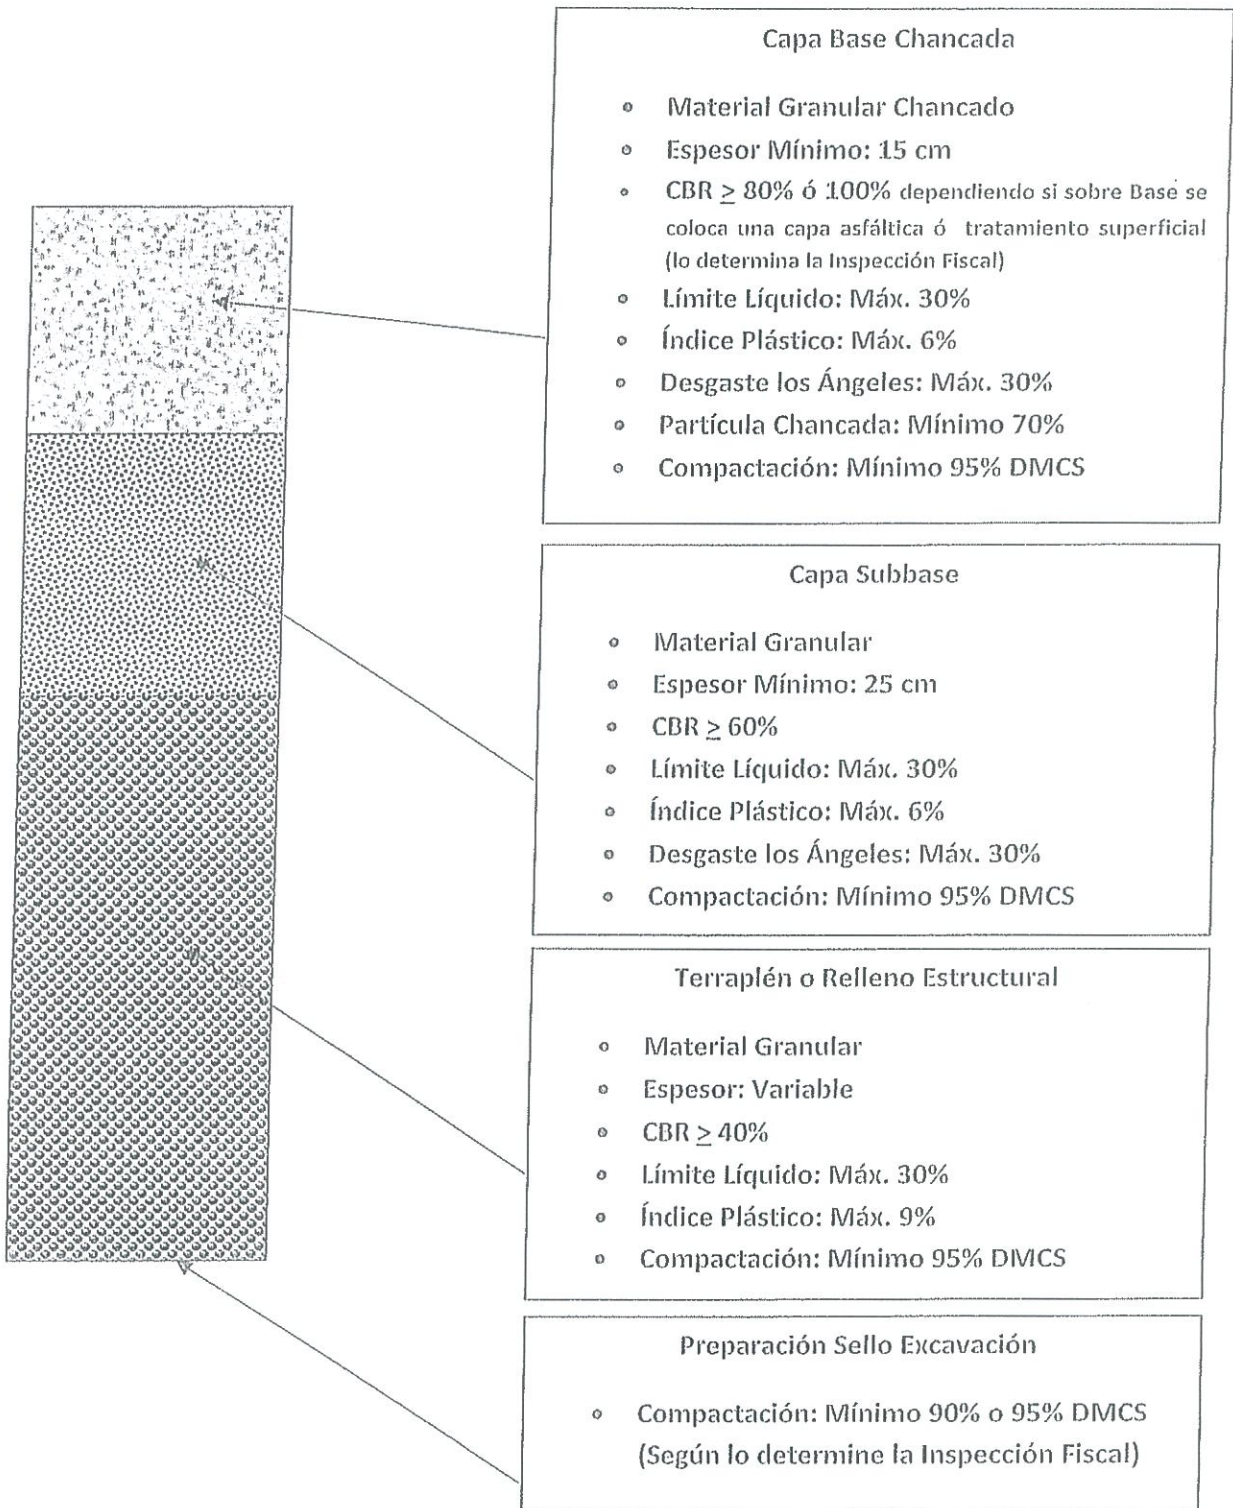 Capa Base Chancada
• Material Granular Chancado
• Espesor Mínimo: 15 cm
• CBR ≥ 80% ó 100% dependiendo si sobre Base se
coloca una capa asfáltica ó tratamiento superficial
(lo determina la Inspección Fiscal)
• Límite Líquido: Máx. 30%
• Índice Plástico: Máx. 6%
• Desgaste los Ángeles: Máx. 30%
• Partícula Chancada: Mínimo 70%
• Compactación: Mínimo 95% DMCS
Capa Subbase
• Material Granular
• Espesor Mínimo: 25 cm
• CBR ≥ 60%
• Límite Líquido: Máx. 30%
• Índice Plástico: Máx. 6%
• Desgaste los Ángeles: Máx. 30%
• Compactación: Mínimo 95% DMCS
Terraplén o Relleno Estructural
• Material Granular
• Espesor: Variable
• CBR ≥ 40%
• Límite Líquido: Máx. 30%
• Índice Plástico: Máx. 9%
• Compactación: Mínimo 95% DMCS
Preparación Sello Excavación
• Compactación: Mínimo 90% o 95% DMCS
(Según lo determine la Inspección Fiscal)